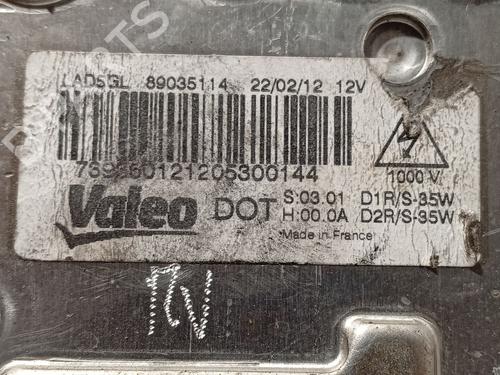 LAD5GL 89035114 22/02/12 12V
1000 V
Valeo DOT S:03.01 D1R/S-35W
H:00.0A D2R/S-35W
Made in France